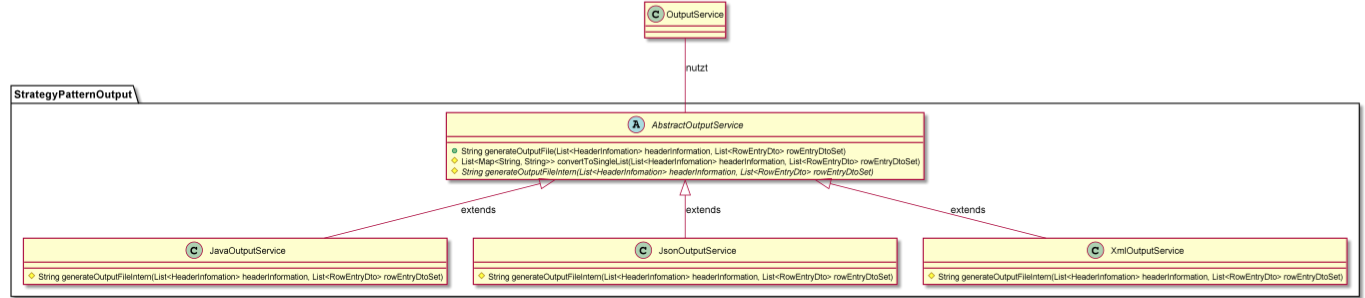 C OutputService
nutzt
StrategyPatternOutput
A AbstractOutputService
String generateOutputFile(List<HeaderInfomation> headerInformation, List<RowEntryDto> rowEntryDtoSet)
List<Map<String, String>> convertToSingleList(List<HeaderInfomation> headerInformation, List<RowEntryDto> rowEntryDtoSet)
String generateOutputFileIntern(List<HeaderInfomation> headerInformation, List<RowEntryDto> rowEntryDtoSet)
extends
extends
extends
C JavaOutputService
String generateOutputFileIntern(List<HeaderInfomation> headerInformation, List<RowEntryDto> rowEntryDtoSet)
C JsonOutputService
String generateOutputFileIntern(List<HeaderInfomation> headerInformation, List<RowEntryDto> rowEntryDtoSet)
C XmlOutputService
String generateOutputFileIntern(List<HeaderInfomation> headerInformation, List<RowEntryDto> rowEntryDtoSet)